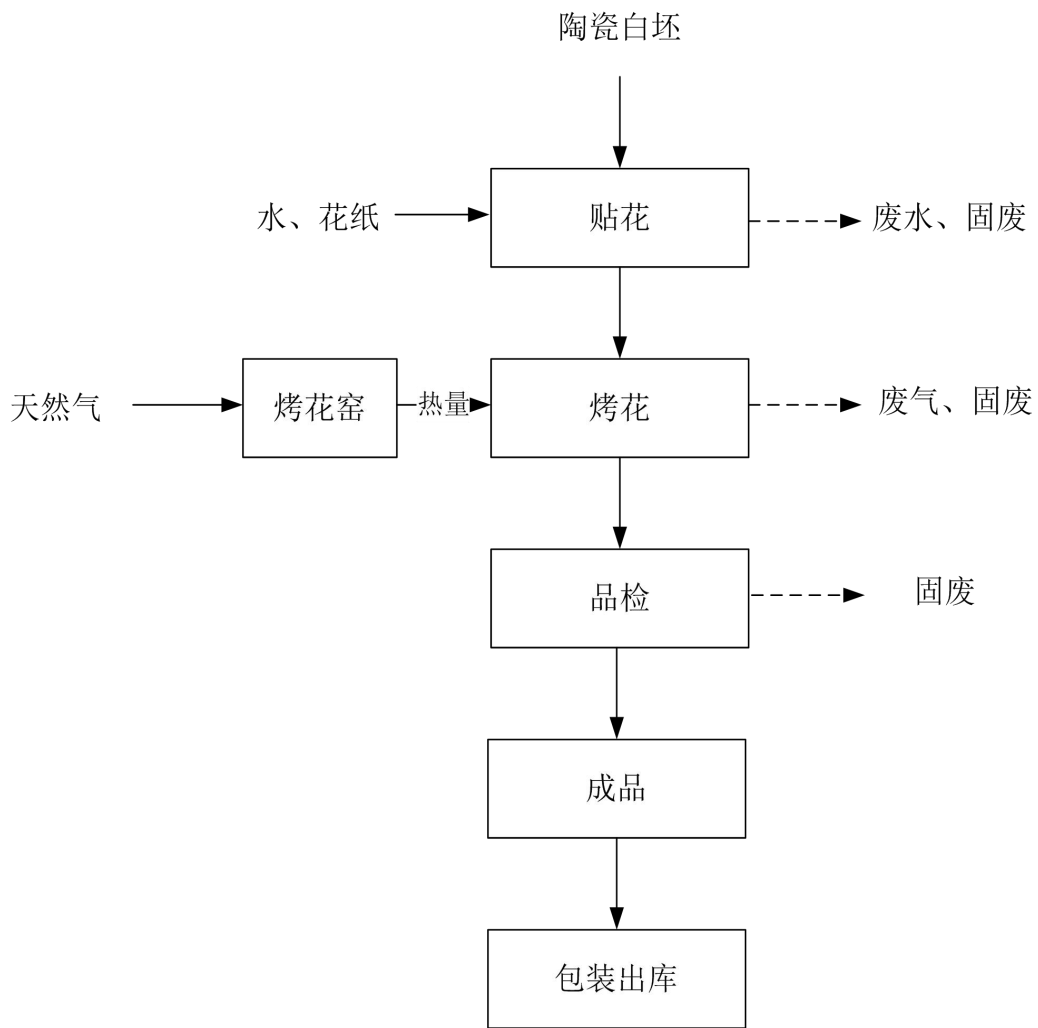 陶瓷白坯
水、花纸
贴花
废水、固废
天然气
烤花窑
热量
烤花
废气、固废
品检
固废
成品
包装出库